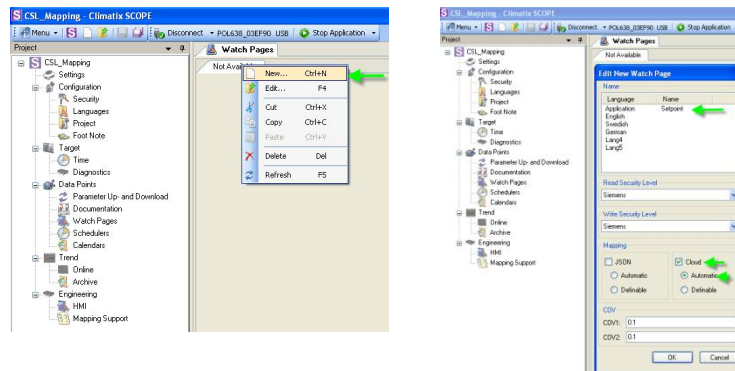 CSL_Mapping - Climatix SCOPE
Menu Disconnect POL638_03EF90 USB Stop Application
Project
Watch Pages
CSL_Mapping
Settings
Configuration
Security
Languages
Project
Foot Note
Target
Time
Diagnostics
Data Points
Parameter Up- and Download
Documentation
Watch Pages
Schedulers
Calendars
Trend
Online
Archive
Engineering
HMI
Mapping Support
Not Available
New... Ctrl+N
Edit... F4
Cut Ctrl+X
Copy Ctrl+C
Paste Ctrl+V
Delete Del
Refresh F5
CSL_Mapping - Climatix SCOPE
Menu Disconnect POL638_03EF90 USB Stop Application
Project
Watch Pages
CSL_Mapping
Settings
Configuration
Security
Languages
Project
Foot Note
Target
Time
Diagnostics
Data Points
Parameter Up- and Download
Documentation
Watch Pages
Schedulers
Calendars
Trend
Online
Archive
Engineering
HMI
Mapping Support
Not Available
Edit New Watch Page
Name
Language Name
Application Setpoint
English
Swedish
German
Lang4
Lang5
Read Security Level
Siemens
Write Security Level
Siemens
Mapping
JSON Cloud
Automatic Automatic
Definable Definable
COV
COV1: 0.1
COV2: 0.1
OK Cancel